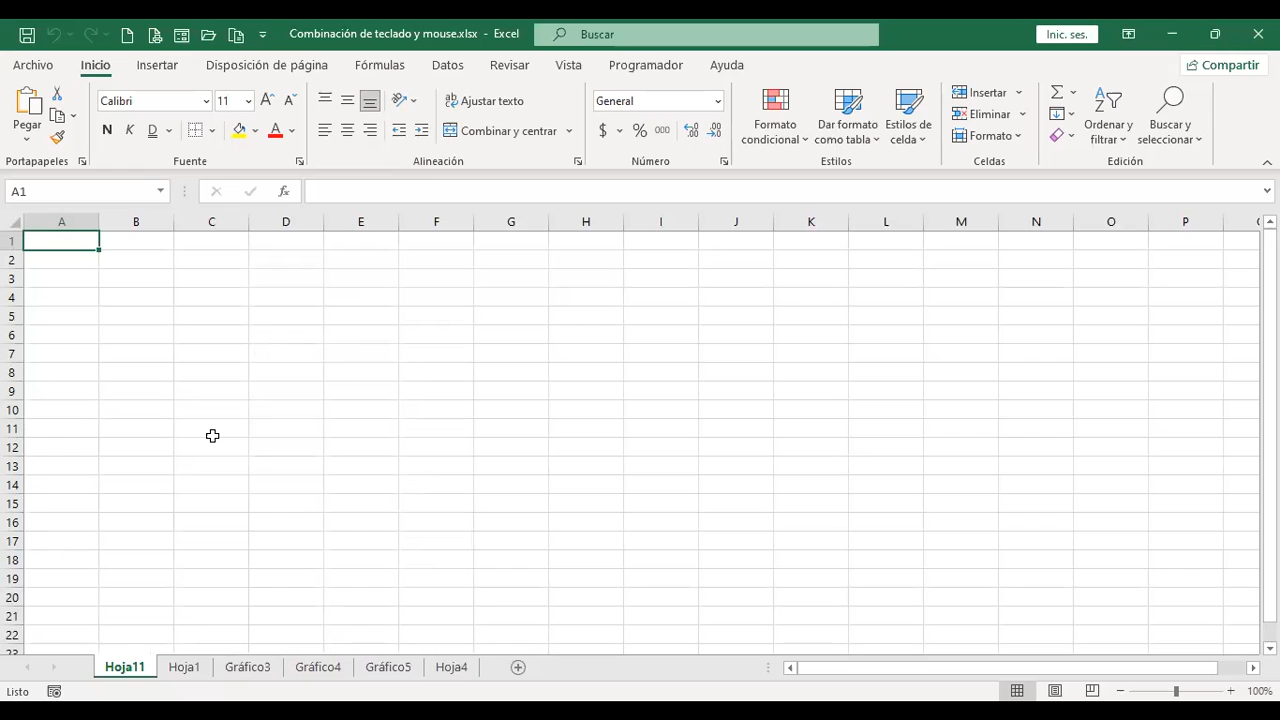 Combinación de teclado y mouse.xlsx - Excel
Buscar
Inic. ses.
Archivo Inicio Insertar Disposición de página Fórmulas Datos Revisar Vista Programador Ayuda
Compartir
Pegar
Portapapeles
Calibri 11
N K D
Fuente
Ajustar texto
Combinar y centrar
Alineación
General
$ % 000
Número
Formato condicional
Dar formato como tabla
Estilos de celda
Estilos
Insertar
Eliminar
Formato
Celdas
Ordenar y filtrar
Buscar y seleccionar
Edición
A1
fx
A B C D E F G H I J K L M N O P
1
2
3
4
5
6
7
8
9
10
11
12
13
14
15
16
17
18
19
20
21
22
23
Hoja11 Hoja1 Gráfico3 Gráfico4 Gráfico5 Hoja4
Listo
100%